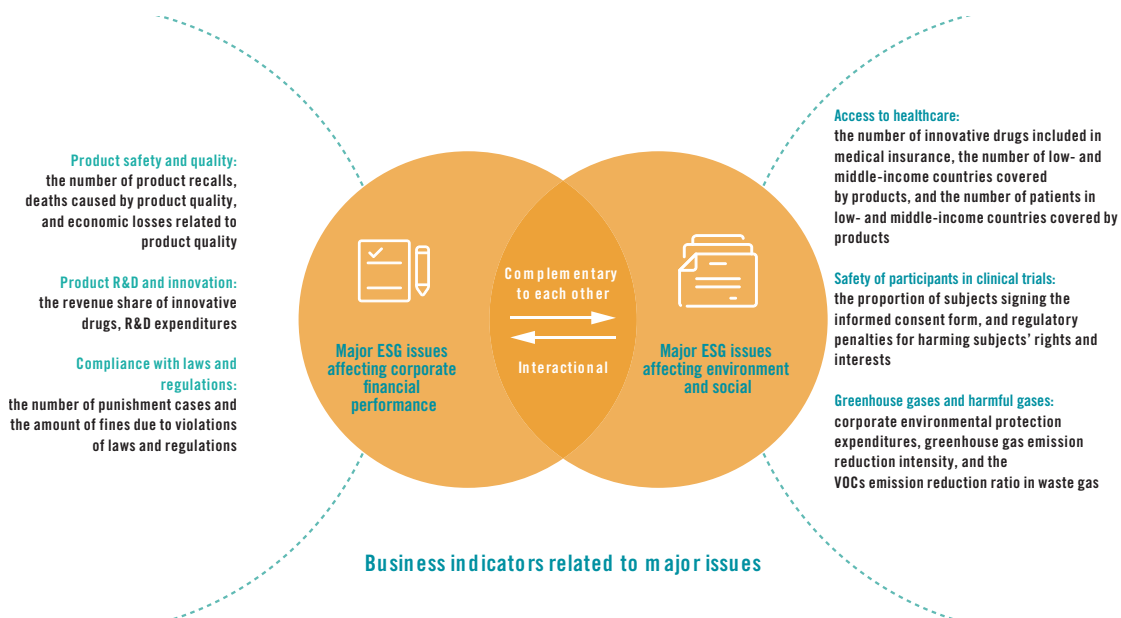 Product safety and quality:
the number of product recalls,
deaths caused by product quality,
and economic losses related to
product quality
Product R&D and innovation:
the revenue share of innovative
drugs, R&D expenditures
Compliance with laws and
regulations:
the number of punishment cases and
the amount of fines due to violations
of laws and regulations
Major ESG issues
affecting corporate
financial
performance
Complementary
to each other
Interactional
Major ESG issues
affecting environment
and social
Access to healthcare:
the number of innovative drugs included in
medical insurance, the number of low- and
middle-income countries covered
by products, and the number of patients in
low- and middle-income countries covered by
products
Safety of participants in clinical trials:
the proportion of subjects signing the
informed consent form, and regulatory
penalties for harming subjects' rights and
interests
Greenhouse gases and harmful gases:
corporate environmental protection
expenditures, greenhouse gas emission
reduction intensity, and the
VOCs emission reduction ratio in waste gas
Business indicators related to major issues